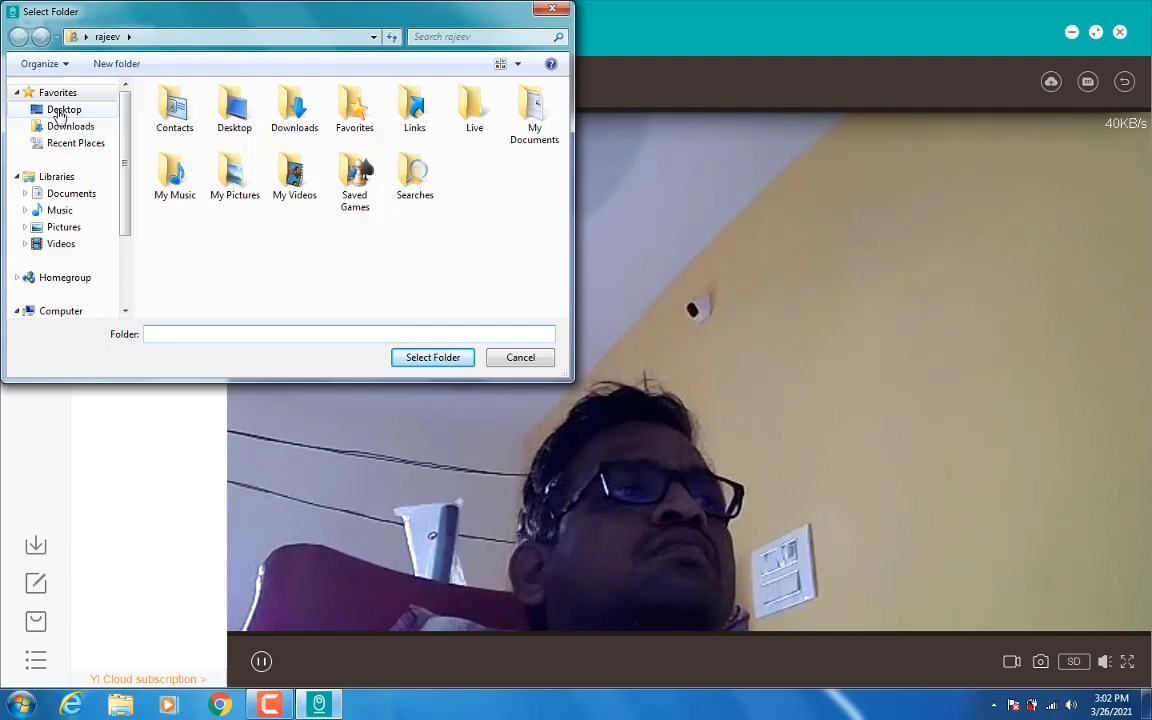 Select Folder
rajeev
Search rajeev
Organize
New folder
40KB/s
Favorites
Desktop
Downloads
Recent Places
Libraries
Documents
Music
Pictures
Videos
Homegroup
Computer
Contacts
Desktop
Downloads
Favorites
Links
Live
My Documents
My Music
My Pictures
My Videos
Saved Games
Searches
Folder:
Select Folder
Cancel
SD
YI Cloud subscription >
3:02 PM
3/26/2021